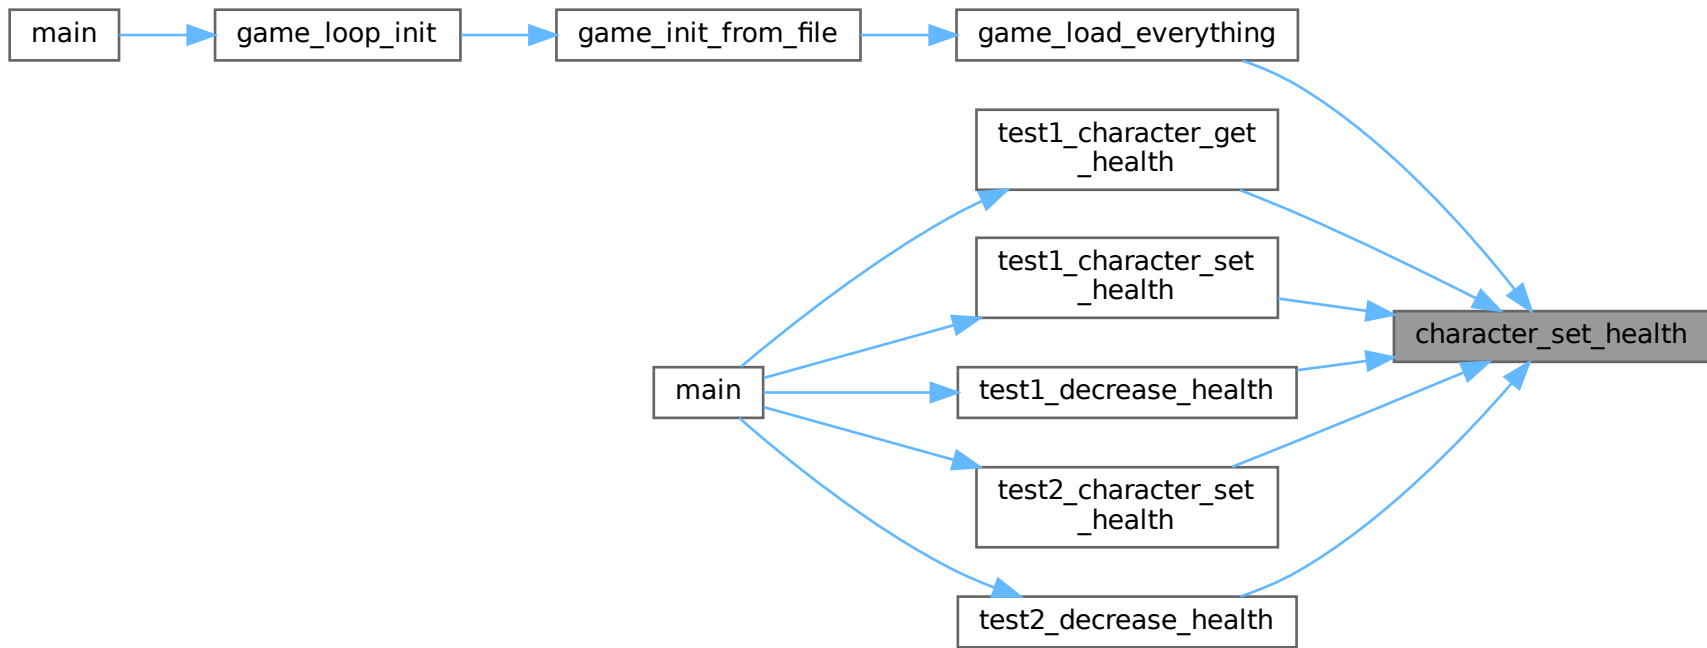 main
game_loop_init
game_init_from_file
game_load_everything
test1_character_get
_health
test1_character_set
_health
character_set_health
main
test1_decrease_health
test2_character_set
_health
test2_decrease_health